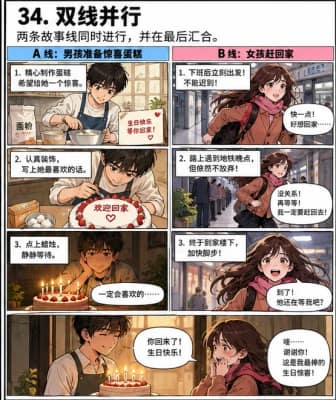 34. 双线并行
两条故事线同时进行，并在最后汇合。
A 线：男孩准备惊喜蛋糕
B 线：女孩赶回家
1. 精心制作蛋糕
希望给她一个惊喜。
面粉
生日快乐
等你回家！
1. 下班后立刻出发！
不能迟到！
快一点！
好想回家……
2. 认真装饰，
写上她最喜欢的话。
欢迎回家
2. 路上遇到地铁晚点，
但依然不放弃！
没关系！
再等等！
我一定要赶回去！
3. 点上蜡烛，
静静等待。
一定会喜欢的……
3. 终于到家楼下，
加快脚步！
到了！
他还在等我吧？
你回来了！
生日快乐！
哇……
谢谢你！
这是我最棒的
生日惊喜！